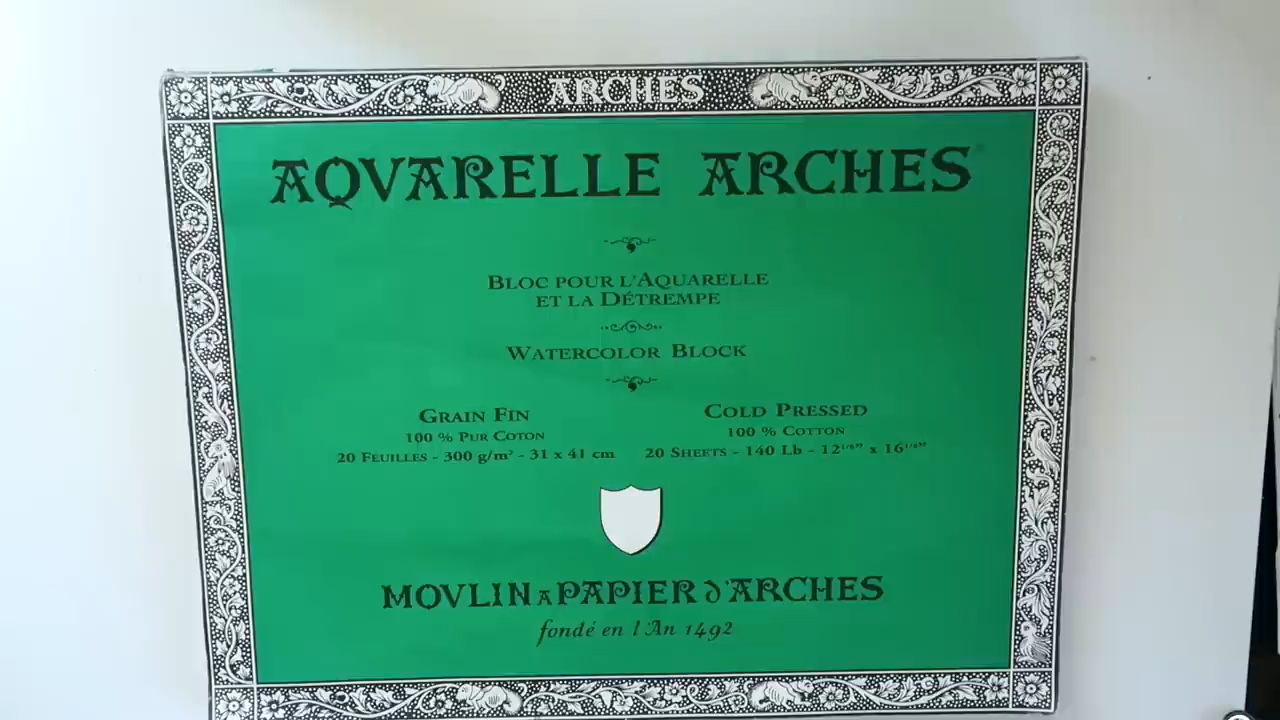 ARCHES
AQVARELLE ARCHES
BLOC POUR L'AQUARELLE
ET LA DÉTREMPE
WATERCOLOR BLOCK
GRAIN FIN
100 % PUR COTON
20 FEUILLES - 300 g/m² - 31 x 41 cm
COLD PRESSED
100 % COTTON
20 SHEETS - 140 Lb - 12 x 16
MOVLIN A PAPIER d'ARCHES
fondé en l'An 1492